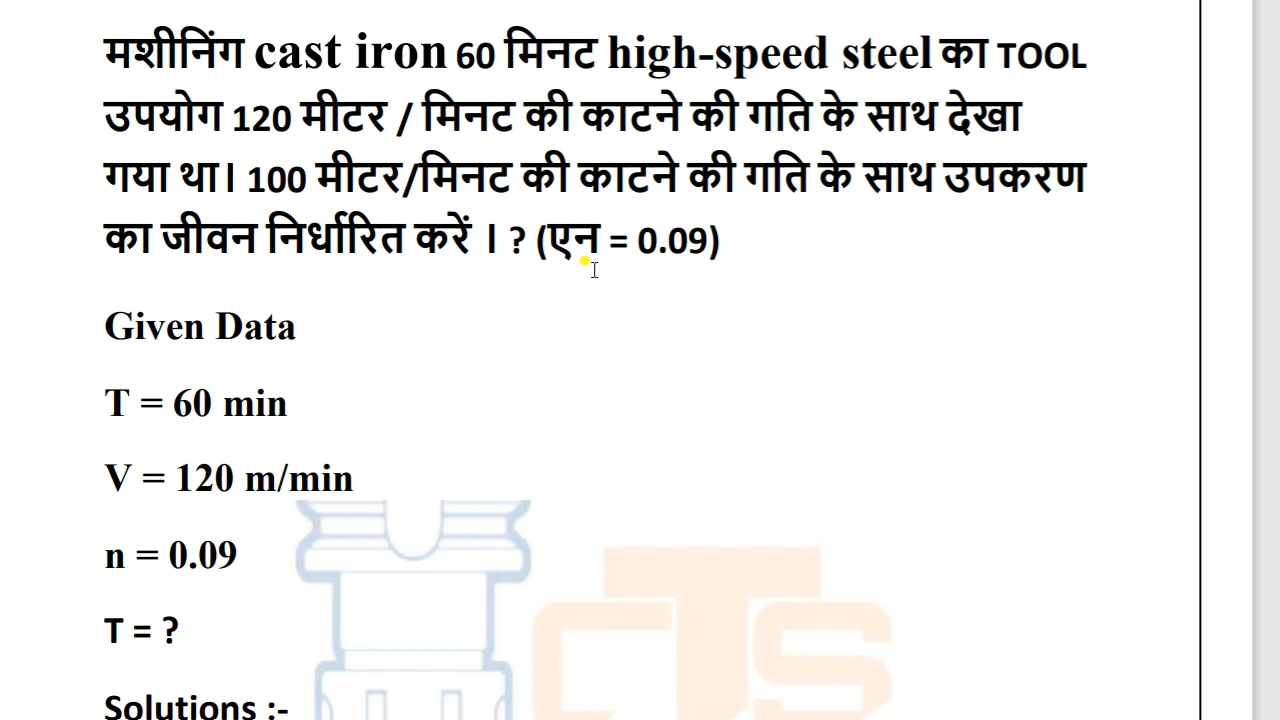 मशीनिंग cast iron 60 मिनट high-speed steel का TOOL
उपयोग 120 मीटर / मिनट की काटने की गति के साथ देखा
गया था। 100 मीटर/मिनट की काटने की गति के साथ उपकरण
का जीवन निर्धारित करें । ? (एन = 0.09)
Given Data
T = 60 min
V = 120 m/min
n = 0.09
T = ?
Solutions :-
CTS